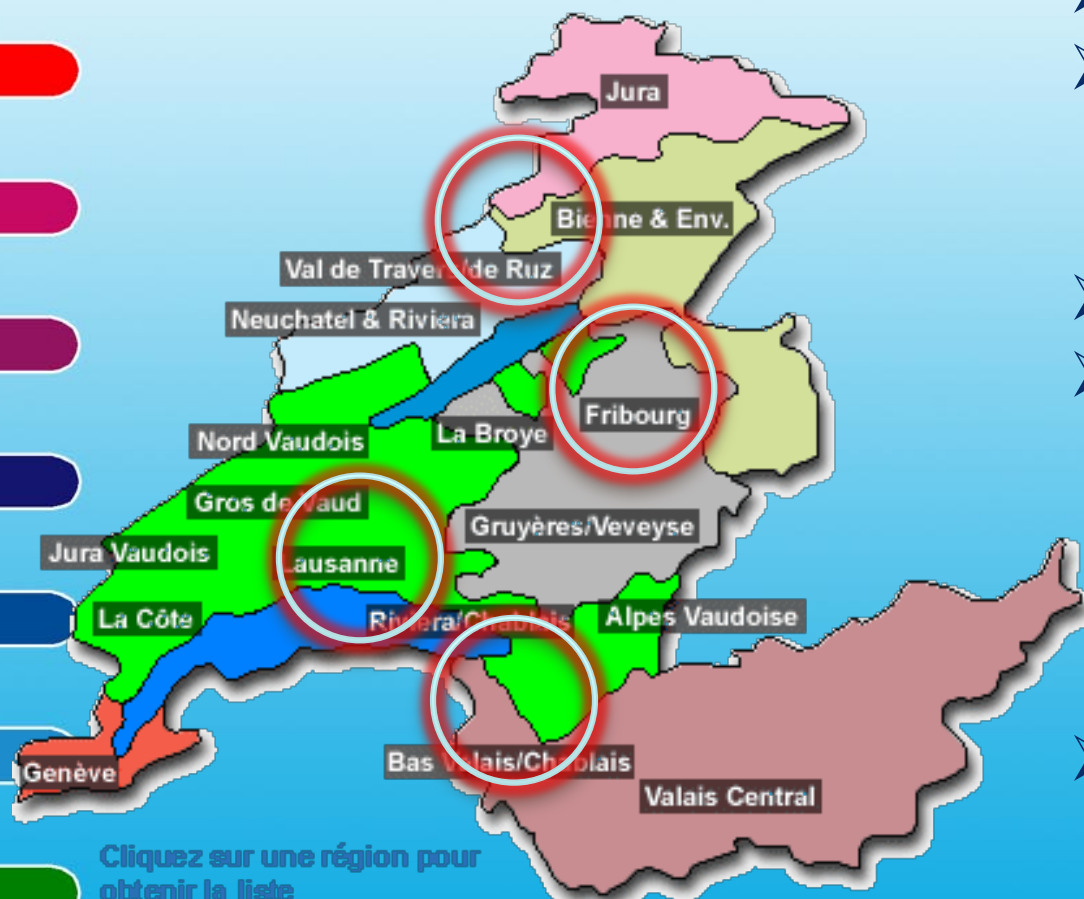 Jura
Bienne & Env.
Val de Travers/de Ruz
Neuchatel & Riviera
Fribourg
La Broye
Nord Vaudois
Gros de Vaud
Gruyères/Veveyse
Jura Vaudois
Lausanne
La Côte
Riviera/Chablais
Alpes Vaudoise
Bas Valais/Chablais
Genève
Valais Central
Cliquez sur une région pour
obtenir la liste